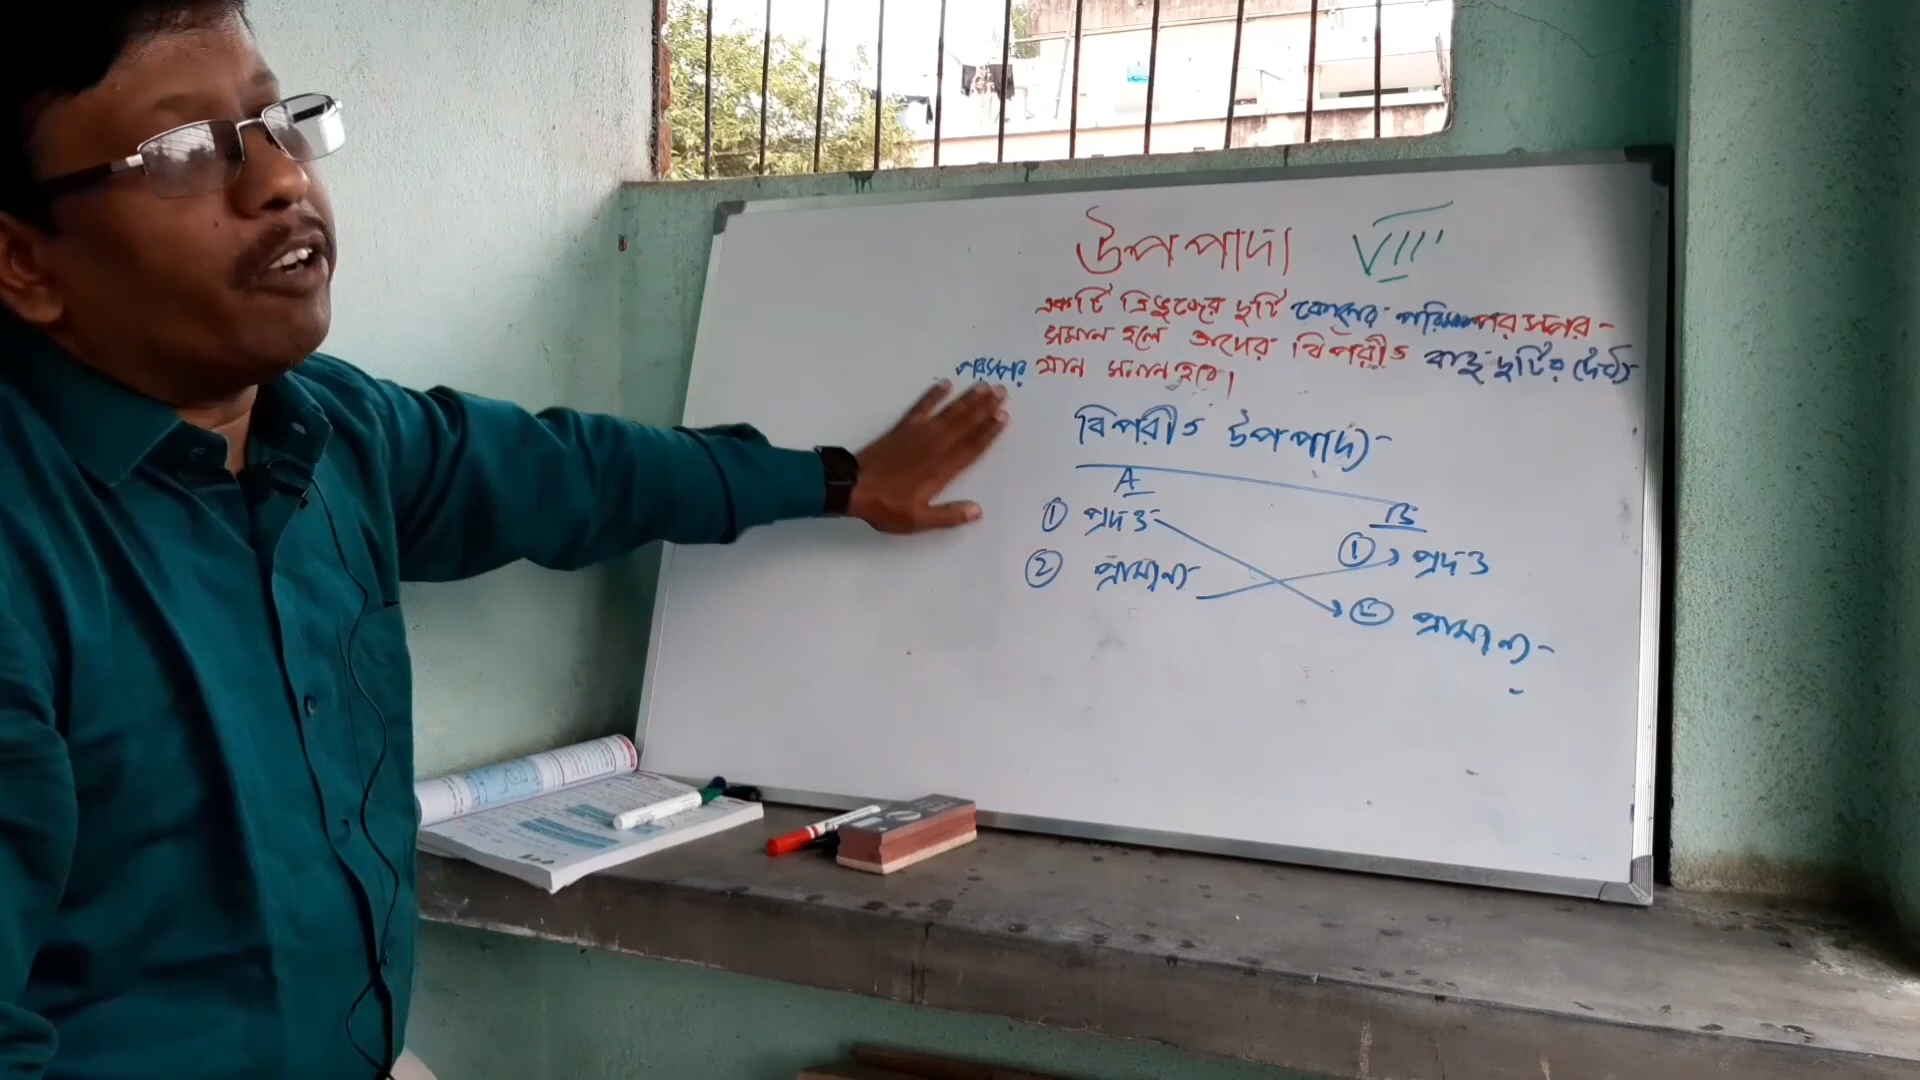 উপপাদ্য VIII
একটি ত্রিভুজের দুটি কোণের পরিমাপ পরস্পর
সমান হলে তাদের বিপরীত বাহু দুটির দৈর্ঘ্য
পরস্পর মান সমান হবে।
বিপরীত উপপাদ্য
A
B
① প্রদত্ত
① প্রদত্ত
② প্রামাণ্য
② প্রামাণ্য